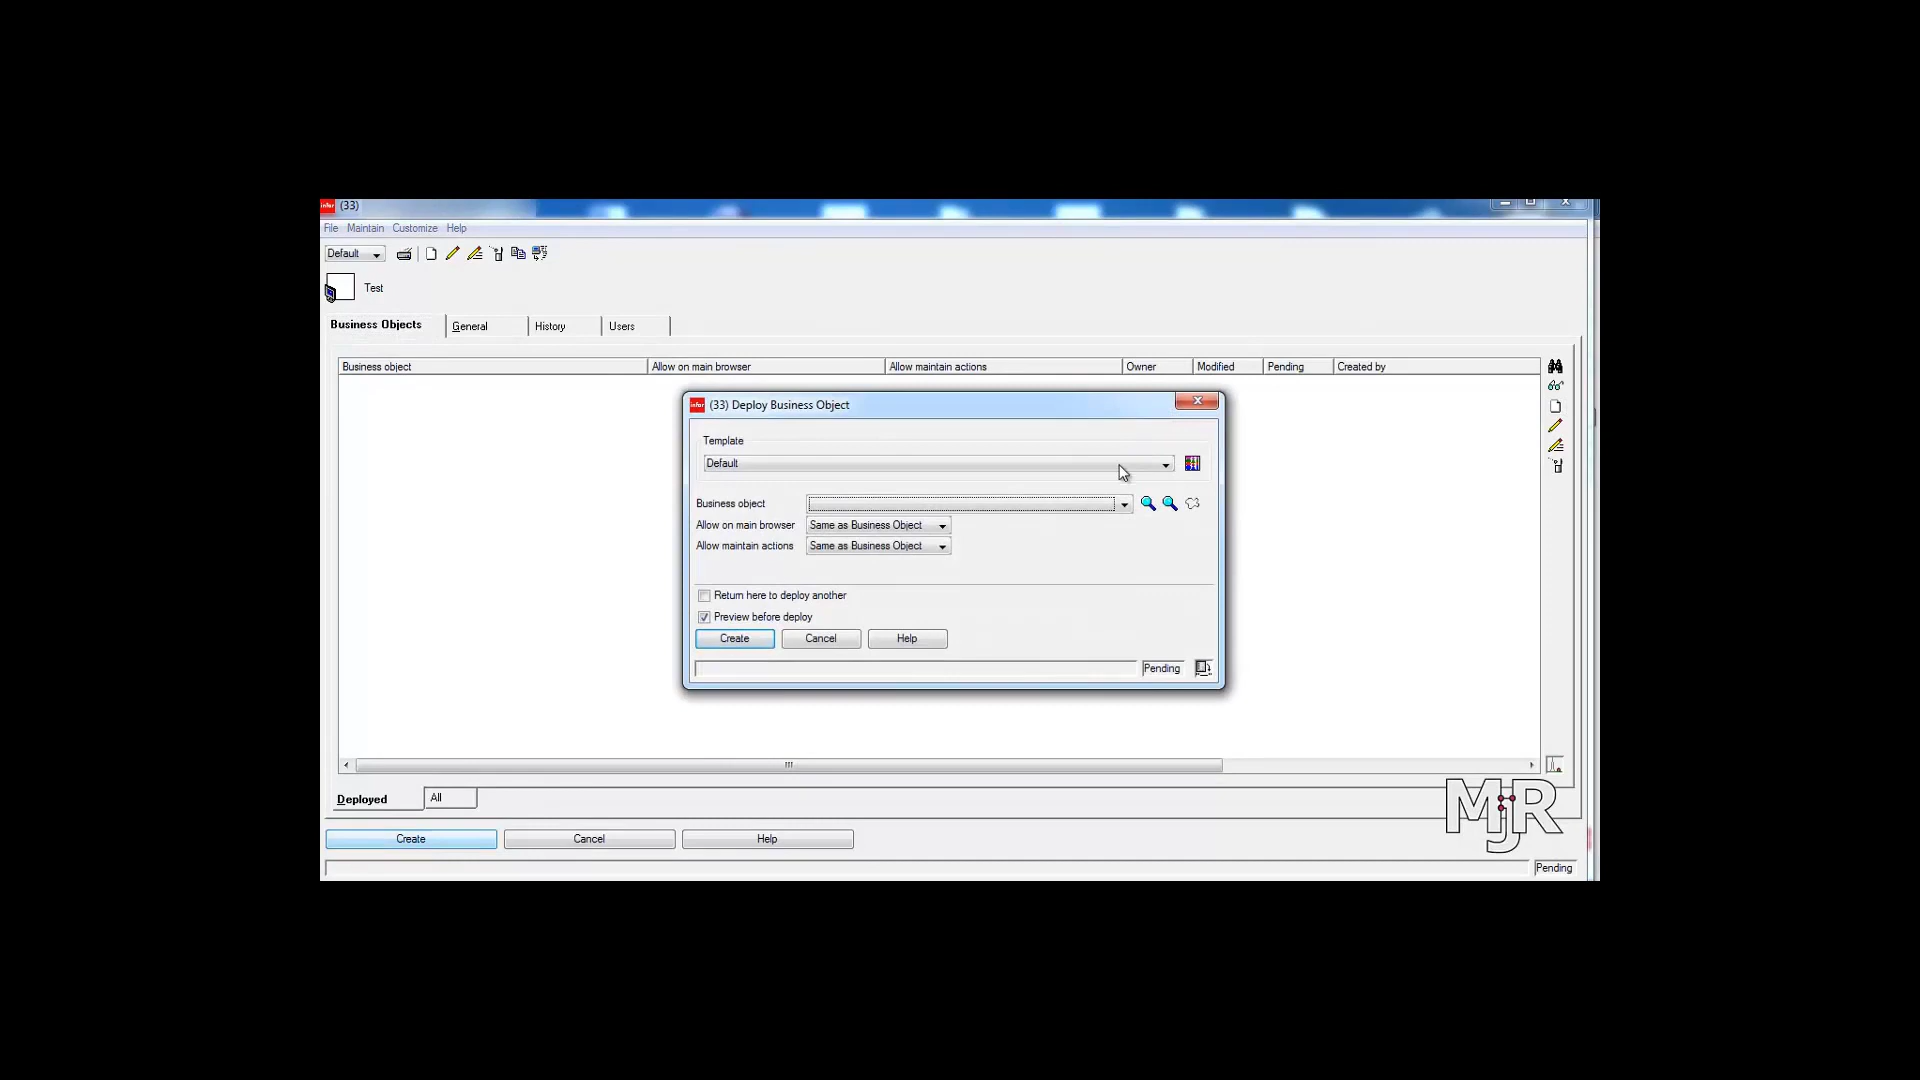 infor (33)
File Maintain Customize Help
Default
Test
Business Objects General History Users
Business object Allow on main browser Allow maintain actions Owner Modified Pending Created by
infor (33) Deploy Business Object
Template
Default
Business object
Allow on main browser Same as Business Object
Allow maintain actions Same as Business Object
Return here to deploy another
Preview before deploy
Create Cancel Help
Pending
Deployed All
MjR
Create Cancel Help
Pending